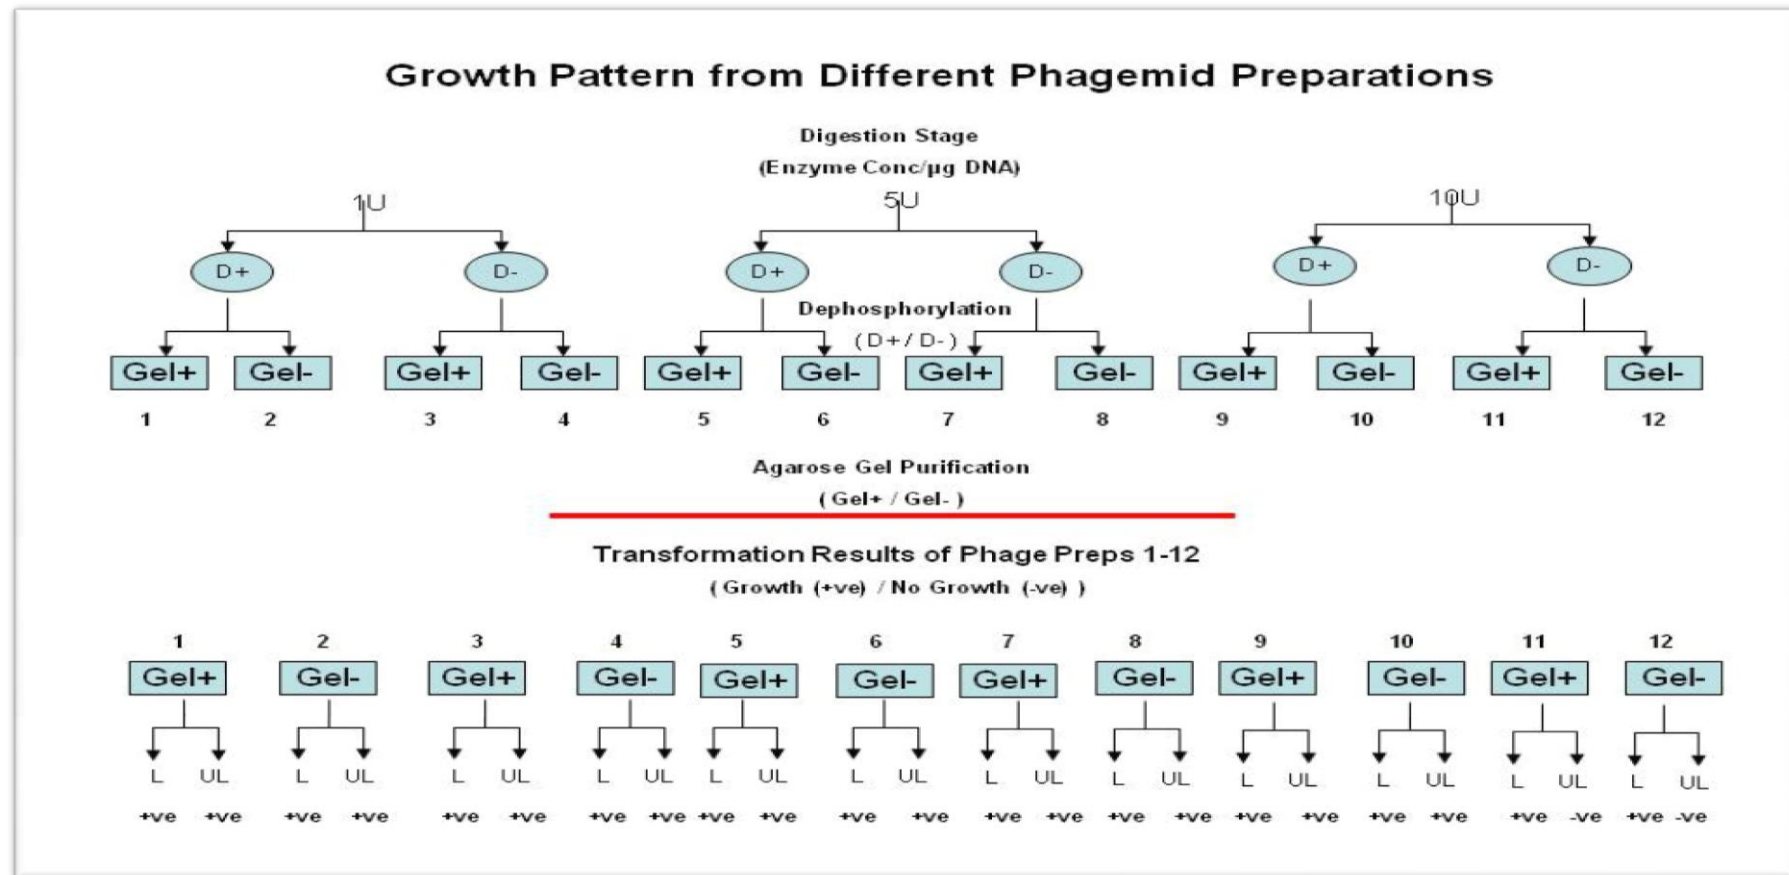 Growth Pattern from Different Phagemid Preparations
Digestion Stage
(Enzyme Conc/µg DNA)
1U 5U 10U
D+ D- D+ D- D+ D-
Dephosphorylation
(D+/ D-)
Gel+ Gel- Gel+ Gel- Gel+ Gel- Gel+ Gel- Gel+ Gel- Gel+ Gel-
1 2 3 4 5 6 7 8 9 10 11 12
Agarose Gel Purification
( Gel+ / Gel- )
Transformation Results of Phage Preps 1-12
( Growth (+ve) / No Growth (-ve) )
1 2 3 4 5 6 7 8 9 10 11 12
Gel+ Gel- Gel+ Gel- Gel+ Gel- Gel+ Gel- Gel+ Gel- Gel+ Gel-
L UL L UL L UL L UL L UL L UL L UL L UL L UL L UL L UL L UL
+ve +ve +ve +ve +ve +ve +ve +ve +ve +ve +ve +ve +ve +ve +ve +ve +ve +ve +ve +ve +ve -ve +ve -ve